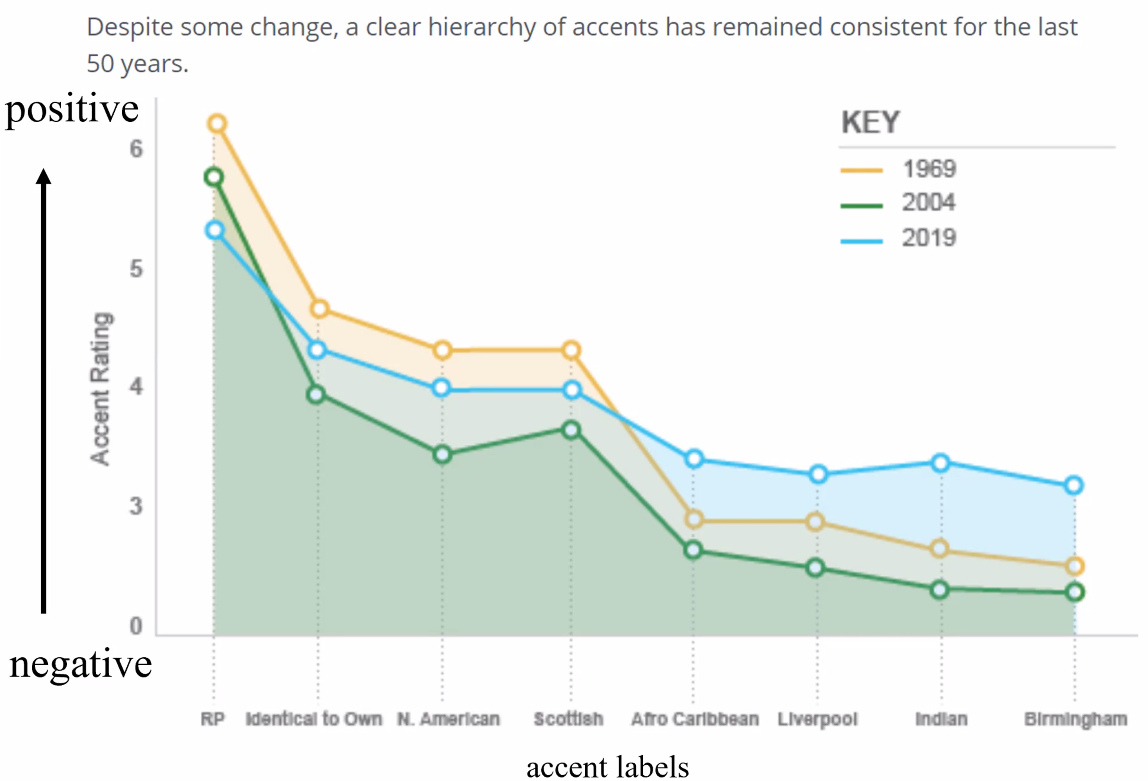 Despite some change, a clear hierarchy of accents has remained consistent for the last
50 years.
positive
KEY
1969
2004
2019
6
5
4
3
0
Accent Rating
negative
RP
Identical to Own
N. American
Scottish
Afro Caribbean
Liverpool
Indian
Birmingham
accent labels